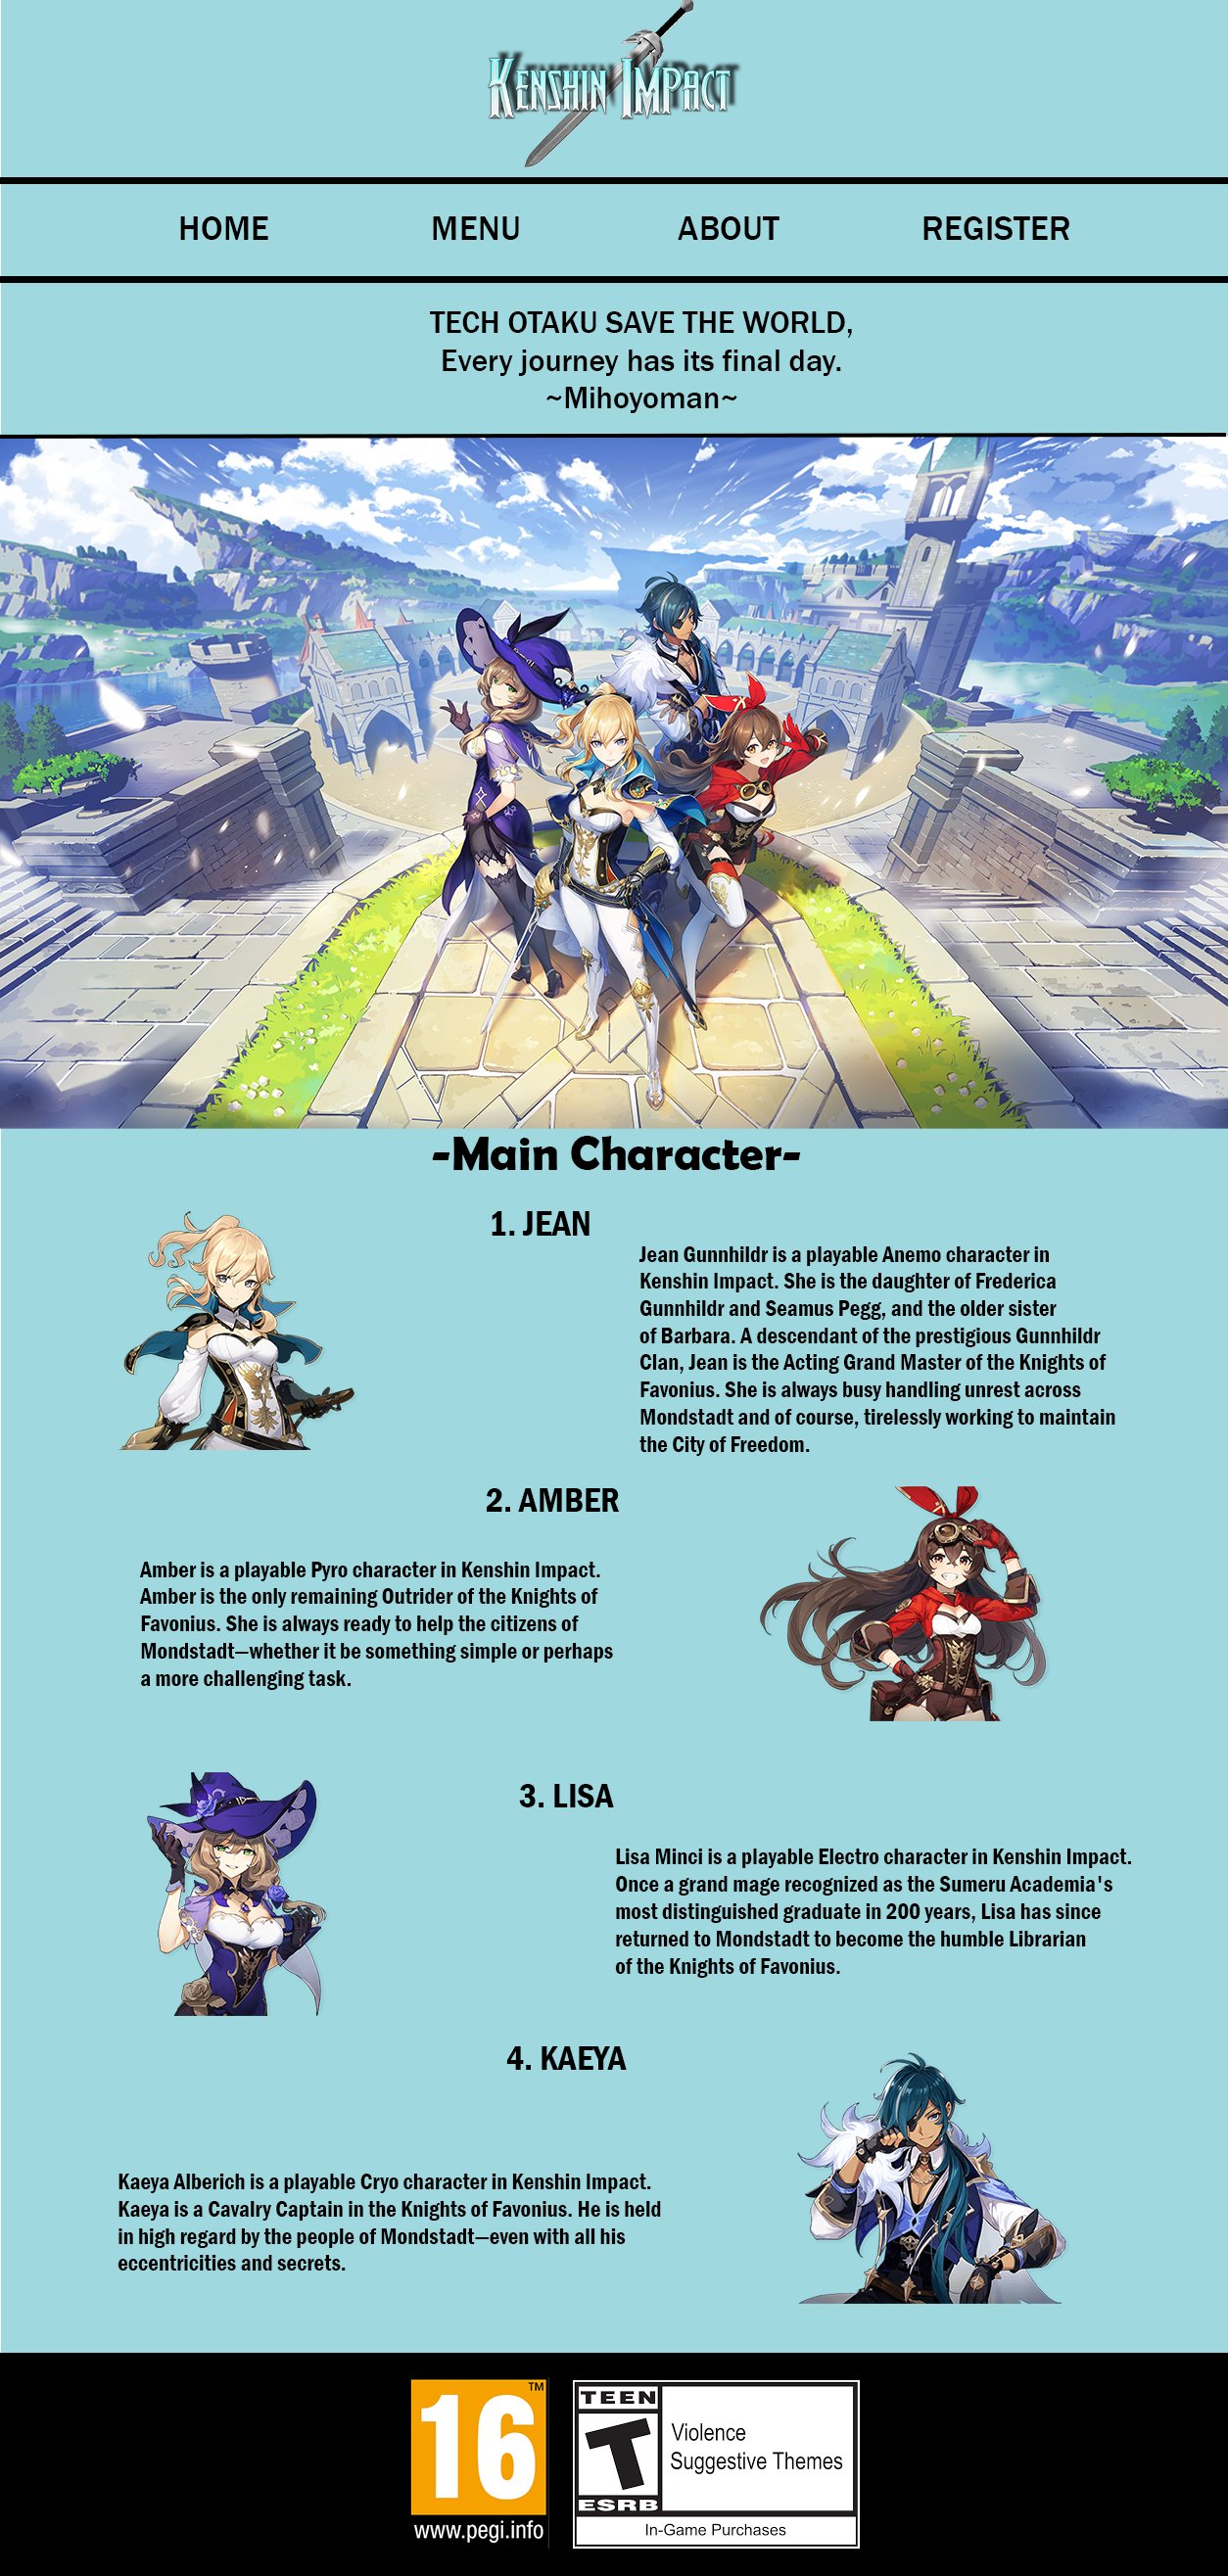 KENSHIN IMPACT
HOME MENU ABOUT REGISTER
TECH OTAKU SAVE THE WORLD,
Every journey has its final day.
~Mihoyoman~
-Main Character-
1. JEAN
Jean Gunnhildr is a playable Anemo character in
Kenshin Impact. She is the daughter of Frederica
Gunnhildr and Seamus Pegg, and the older sister
of Barbara. A descendant of the prestigious Gunnhildr
Clan, Jean is the Acting Grand Master of the Knights of
Favonius. She is always busy handling unrest across
Mondstadt and of course, tirelessly working to maintain
the City of Freedom.
2. AMBER
Amber is a playable Pyro character in Kenshin Impact.
Amber is the only remaining Outrider of the Knights of
Favonius. She is always ready to help the citizens of
Mondstadt—whether it be something simple or perhaps
a more challenging task.
3. LISA
Lisa Minci is a playable Electro character in Kenshin Impact.
Once a grand mage recognized as the Sumeru Academia's
most distinguished graduate in 200 years, Lisa has since
returned to Mondstadt to become the humble Librarian
of the Knights of Favonius.
4. KAEYA
Kaeya Alberich is a playable Cryo character in Kenshin Impact.
Kaeya is a Cavalry Captain in the Knights of Favonius. He is held
in high regard by the people of Mondstadt—even with all his
eccentricities and secrets.
16 TM
www.pegi.info
TEEN
T
ESRB
Violence
Suggestive Themes
In-Game Purchases